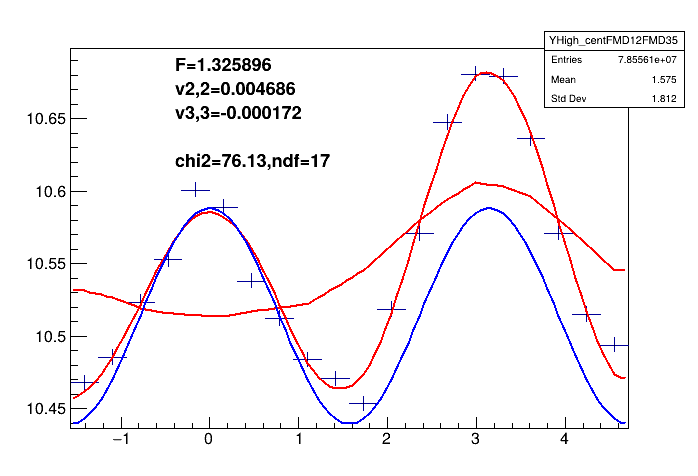 YHigh_centFMD12FMD35
Entries 7.85561e+07
Mean 1.575
Std Dev 1.812
F=1.325896
v2,2=0.004686
v3,3=-0.000172
chi2=76.13,ndf=17
10.65
10.6
10.55
10.5
10.45
−1 0 1 2 3 4